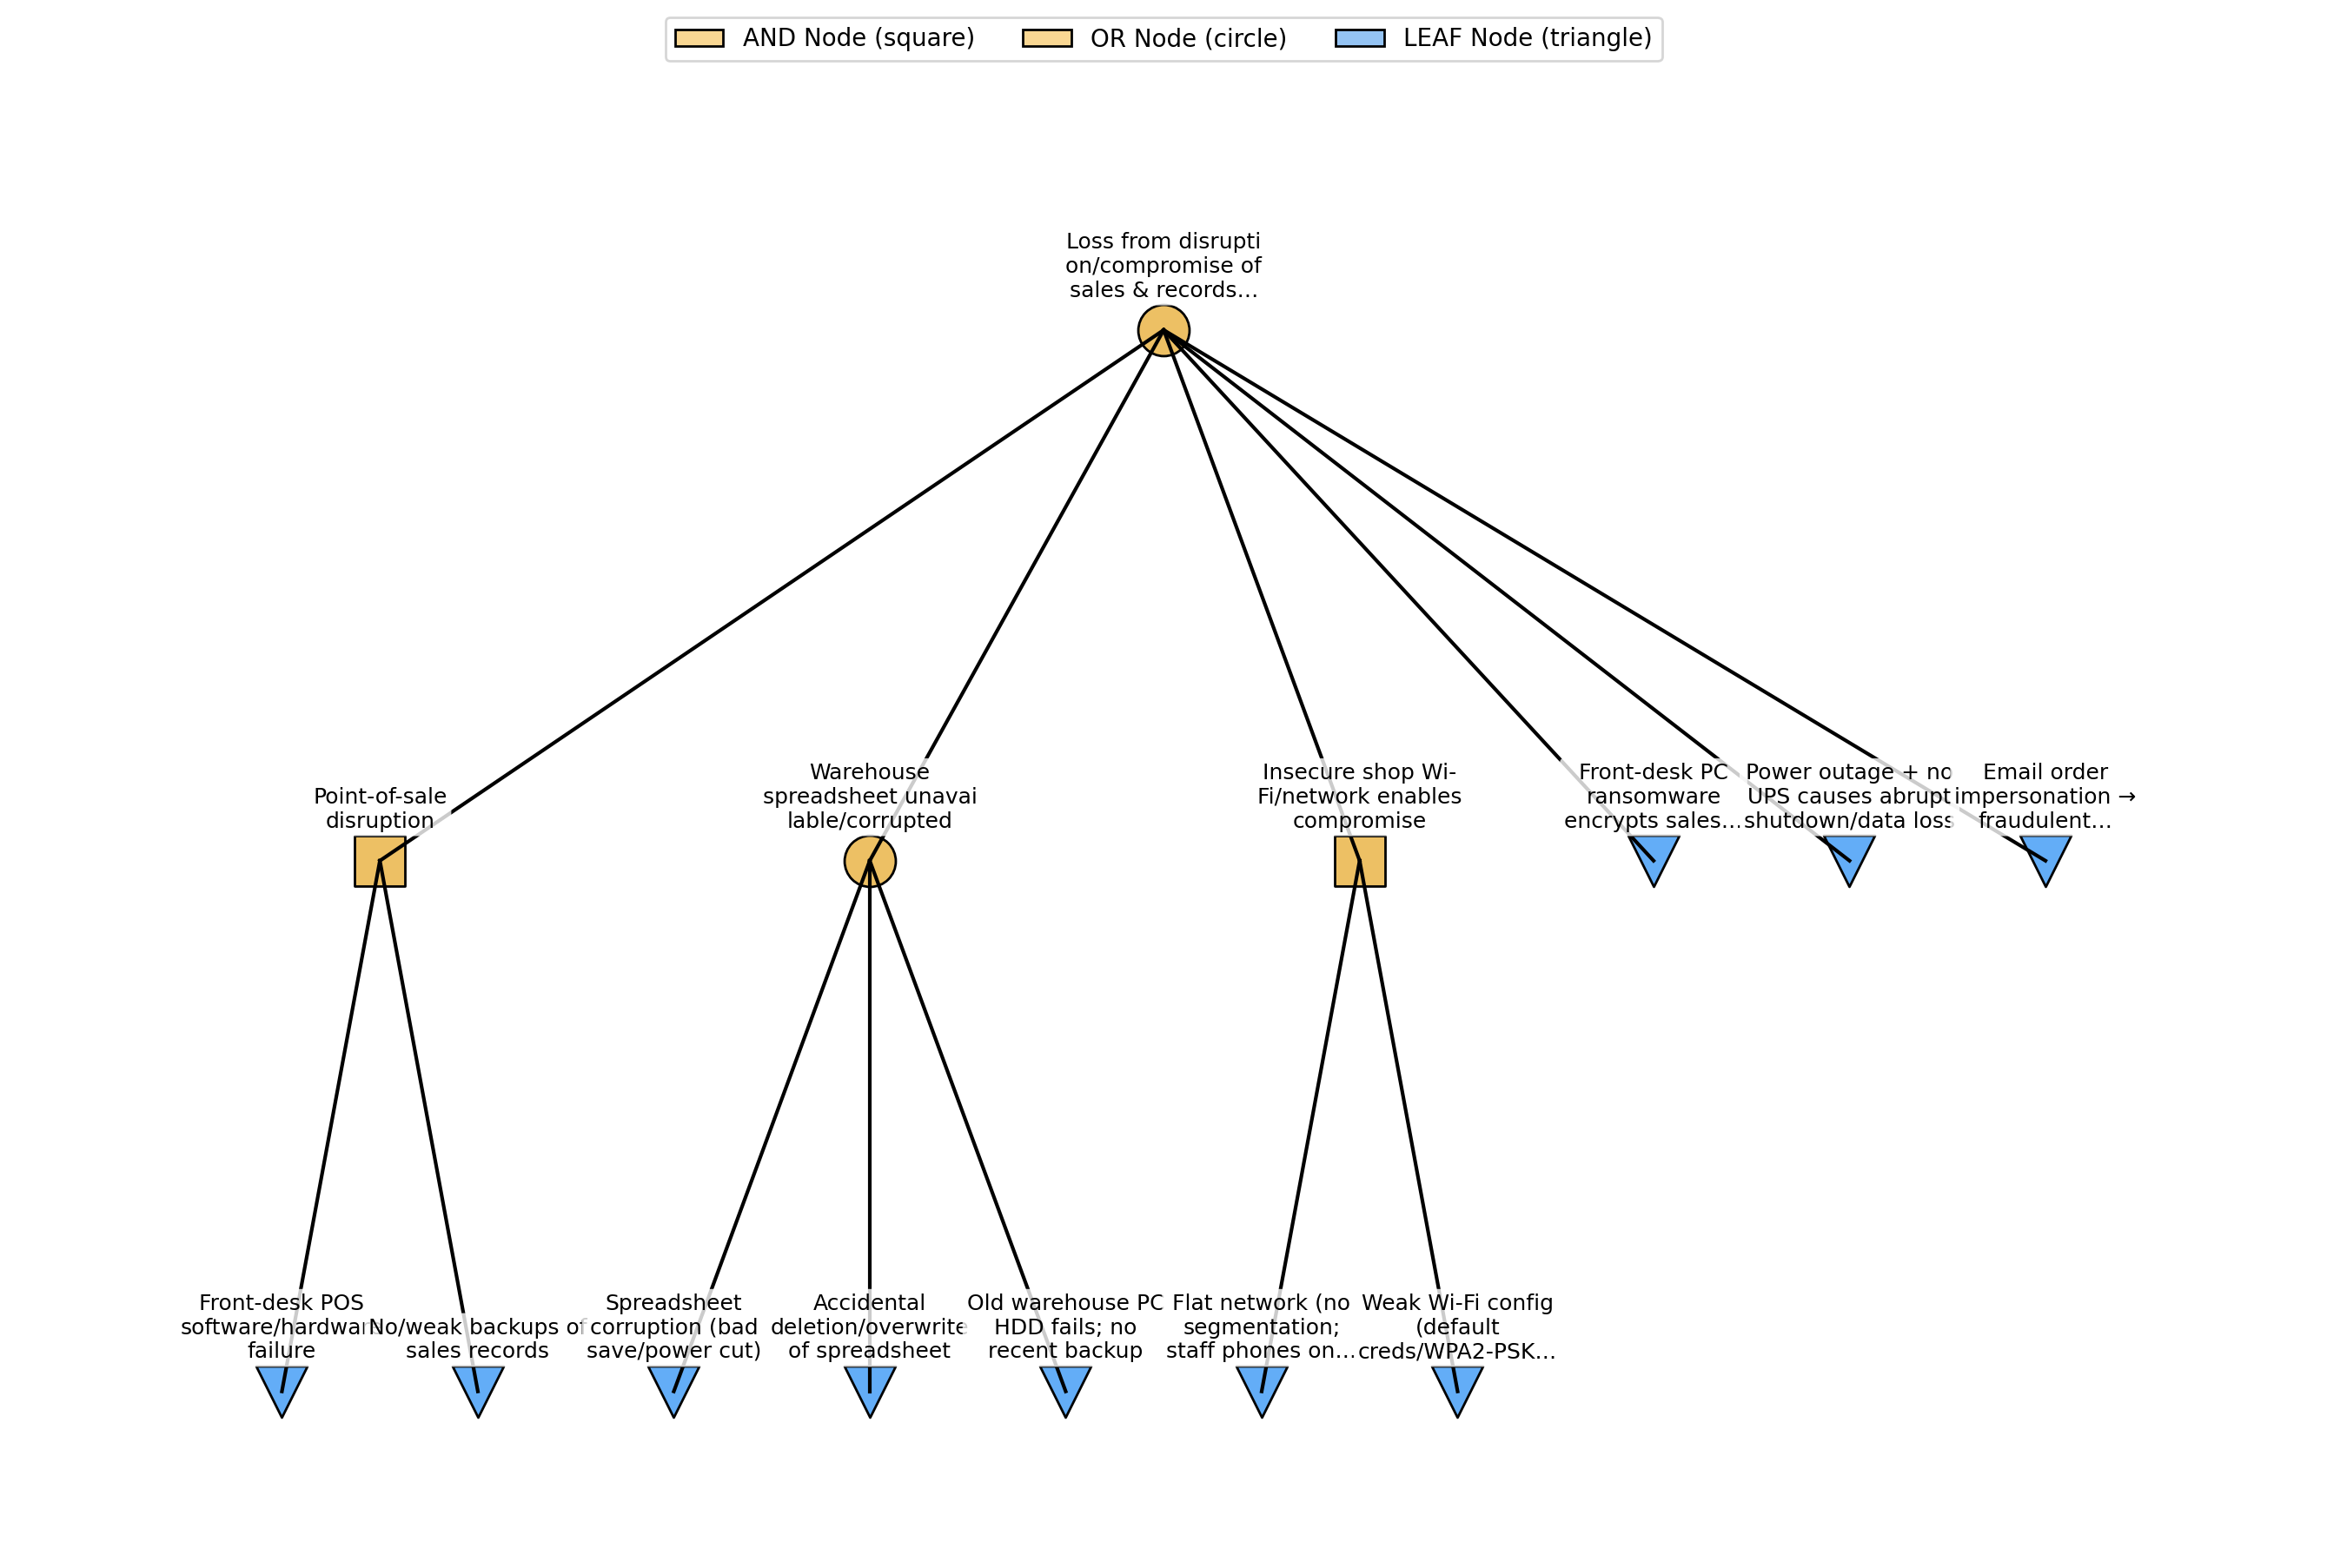 AND Node (square)
OR Node (circle)
LEAF Node (triangle)
Loss from disrupti
on/compromise of
sales & records...
Point-of-sale
disruption
Warehouse
spreadsheet unavai
lable/corrupted
Insecure shop Wi-
Fi/network enables
compromise
Front-desk PC
ransomware
encrypts sales...
Power outage + no
UPS causes abrupt
shutdown/data loss
Email order
impersonation →
fraudulent...
Front-desk POS
software/hardware
failure
No/weak backups of
sales records
Spreadsheet
corruption (bad
save/power cut)
Accidental
deletion/overwrite
of spreadsheet
Old warehouse PC
HDD fails; no
recent backup
Flat network (no
segmentation;
staff phones on...
Weak Wi-Fi config
(default
creds/WPA2-PSK...